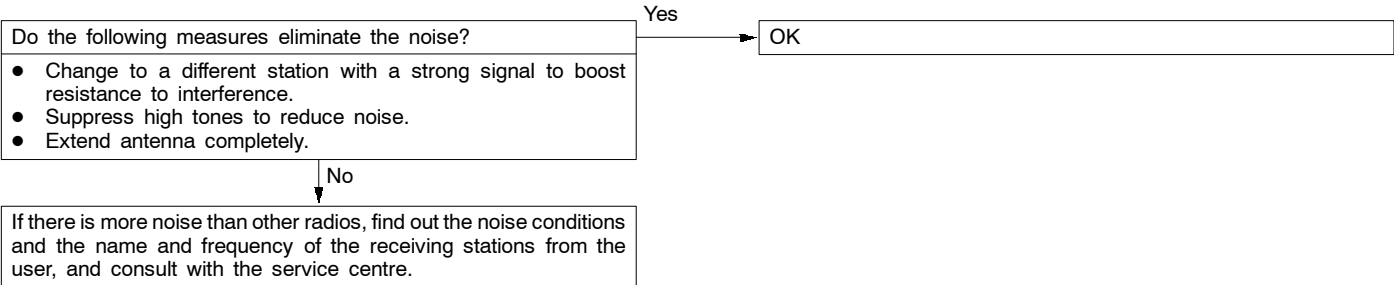 Yes
Do the following measures eliminate the noise?
OK
● Change to a different station with a strong signal to boost
resistance to interference.
● Suppress high tones to reduce noise.
● Extend antenna completely.
No
If there is more noise than other radios, find out the noise conditions
and the name and frequency of the receiving stations from the
user, and consult with the service centre.